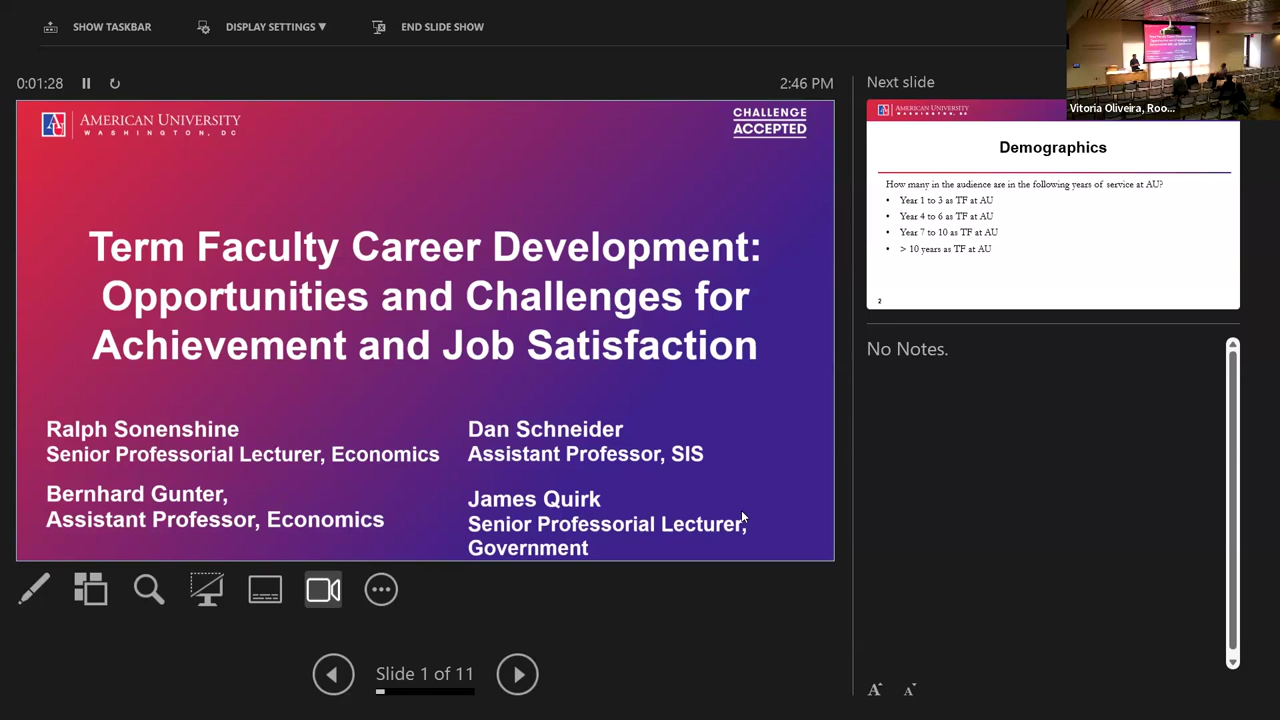 SHOW TASKBAR
DISPLAY SETTINGS ▼
END SLIDE SHOW
0:01:28
2:46 PM
AMERICAN UNIVERSITY
WASHINGTON, DC
CHALLENGE
ACCEPTED
Term Faculty Career Development:
Opportunities and Challenges for
Achievement and Job Satisfaction
Ralph Sonenshine
Senior Professorial Lecturer, Economics
Bernhard Gunter,
Assistant Professor, Economics
Dan Schneider
Assistant Professor, SIS
James Quirk
Senior Professorial Lecturer,
Government
Slide 1 of 11
Next slide
Vitoria Oliveira, Roo...
AMERICAN UNIVERSITY
Demographics
How many in the audience are in the following years of service at AU?
• Year 1 to 3 as TF at AU
• Year 4 to 6 as TF at AU
• Year 7 to 10 as TF at AU
• > 10 years as TF at AU
2
No Notes.
A A